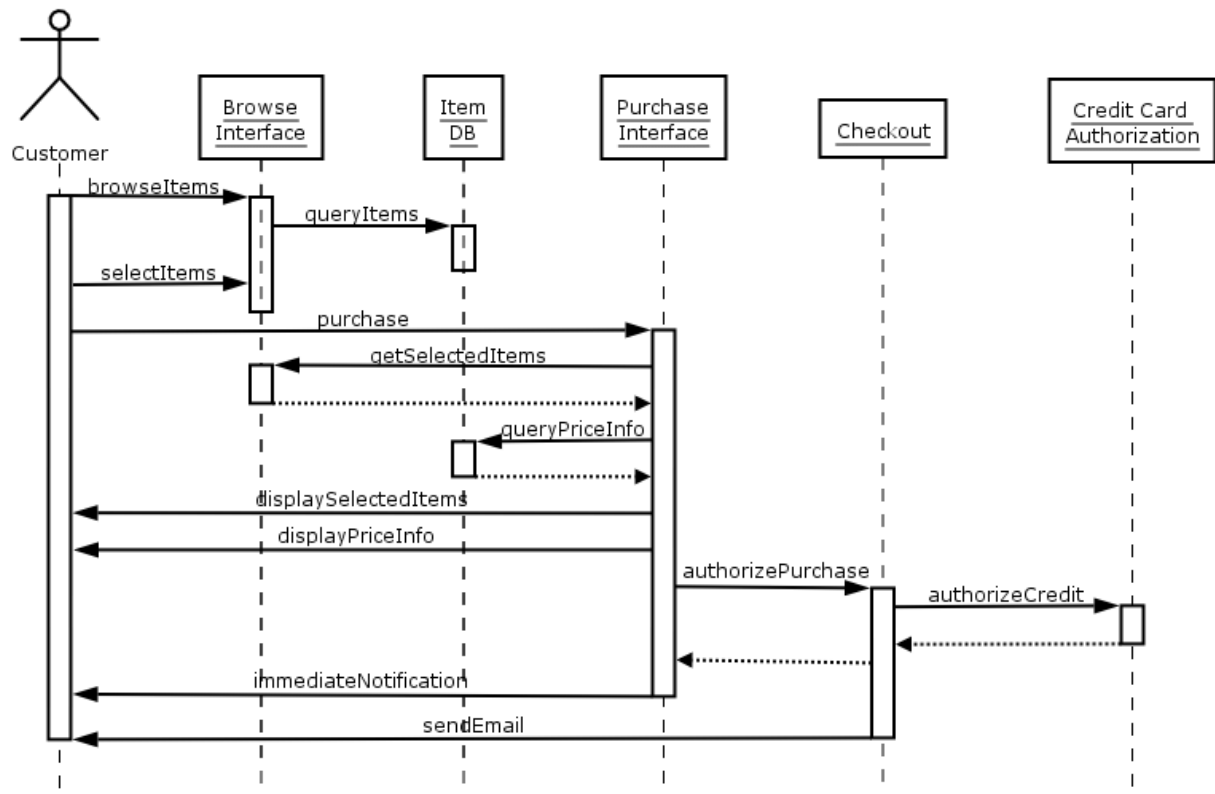 Browse
Interface
Item
DB
Purchase
Interface
Checkout
Credit Card
Authorization
Customer
browseItems
queryItems
selectItems
purchase
getSelectedItems
queryPriceInfo
displaySelectedItems
displayPriceInfo
authorizePurchase
authorizeCredit
immediateNotification
sendEmail